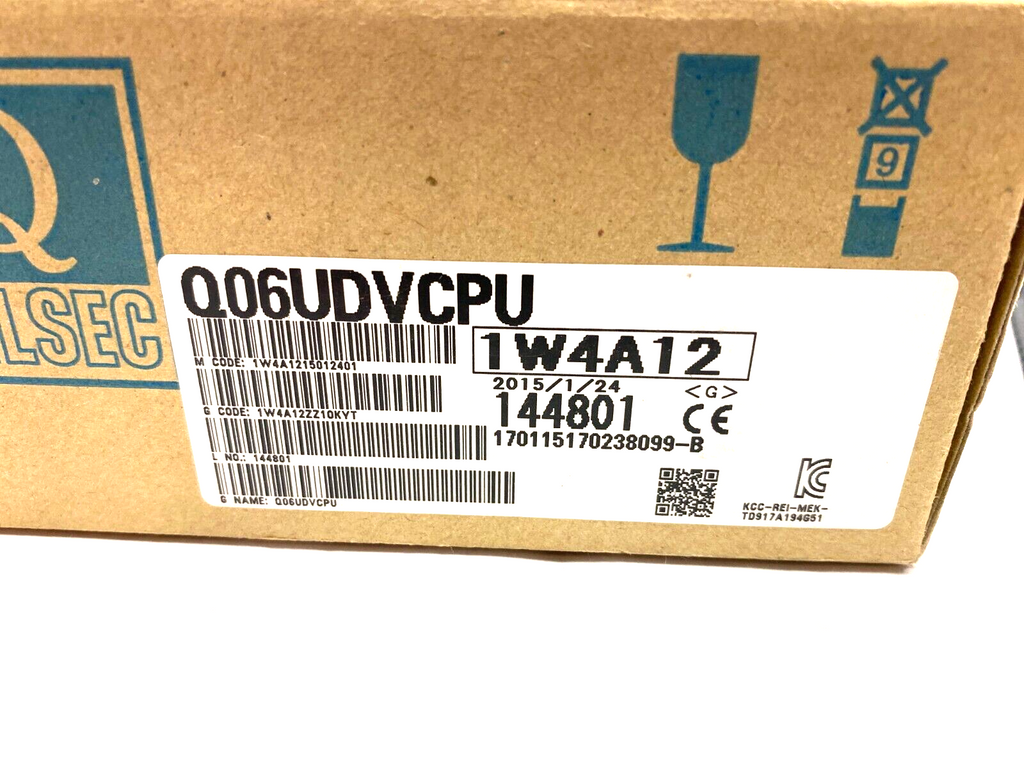 Q
LSEC
9
Q06UDVCPU
1W4A12
M CODE: 1W4A1215012401
2015/1/24 <G>
144801 CE
G CODE: 1W4A12ZZ10KYT
170115170238099-B
L NO.: 144801
G NAME: Q06UDVCPU
KCC-REI-MEK-
TD917A194G51